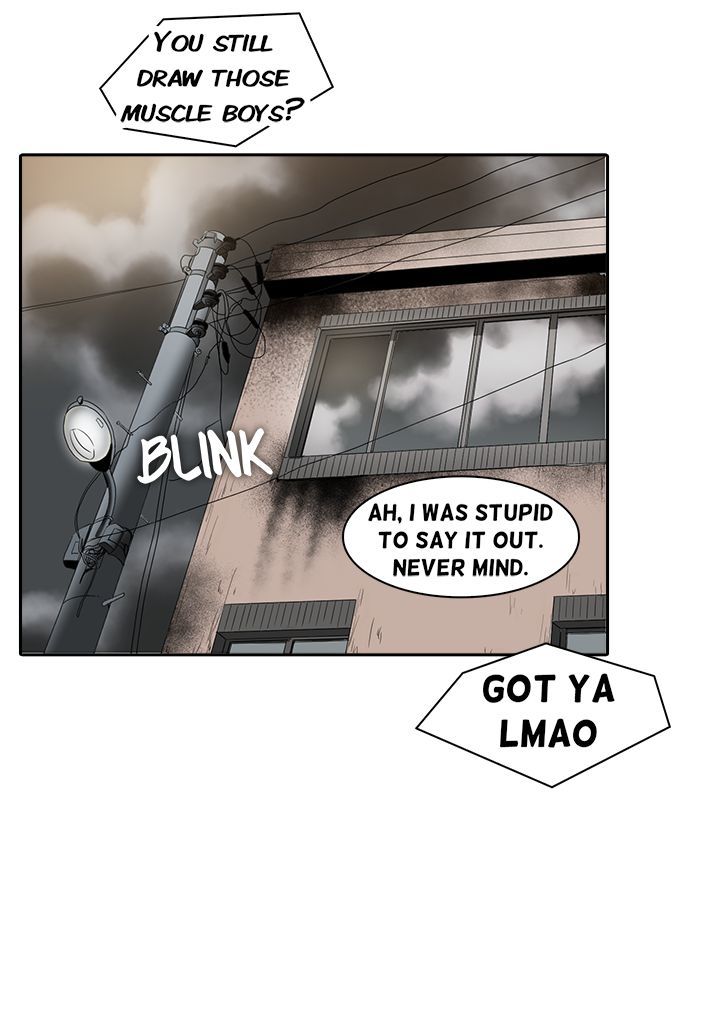 YOU STILL
DRAW THOSE
MUSCLE BOYS?
BLINK
AH, I WAS STUPID
TO SAY IT OUT.
NEVER MIND.
GOT YA
LMAO